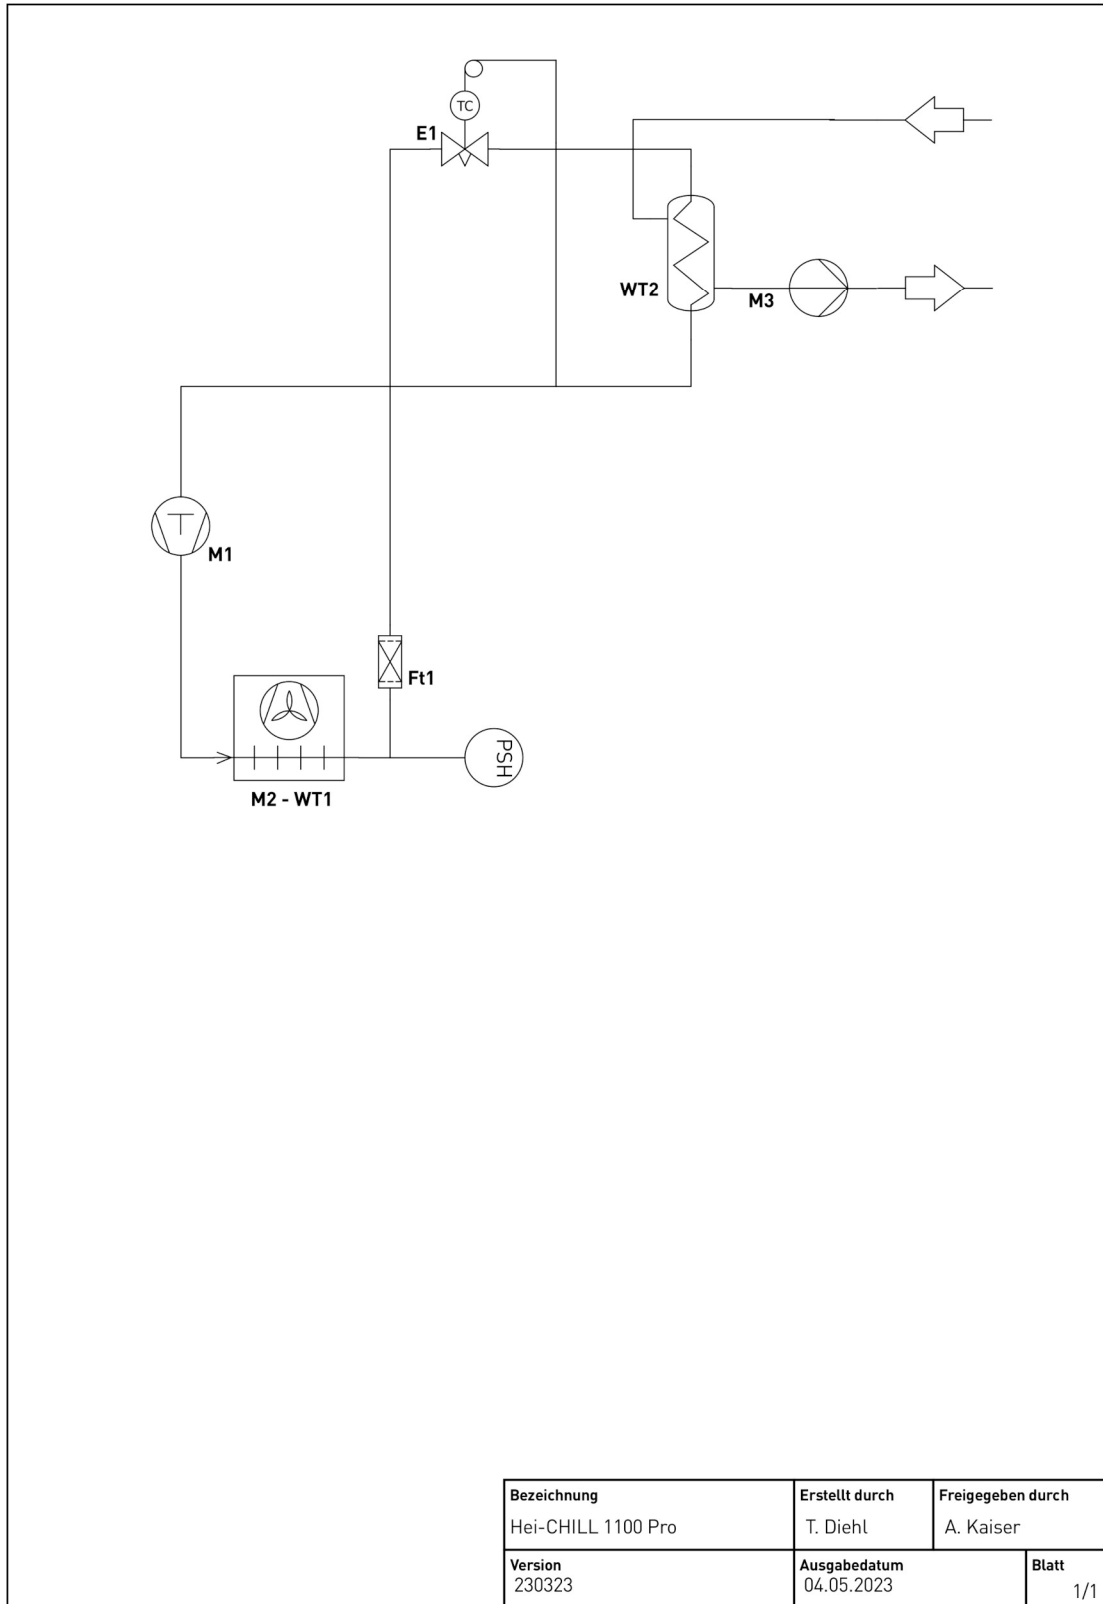 TC
E1
WT2
M3
M1
Ft1
PSH
M2 - WT1
Bezeichnung
Hei-CHILL 1100 Pro
Erstellt durch
T. Diehl
Freigegeben durch
A. Kaiser
Version
230323
Ausgabedatum
04.05.2023
Blatt
1/1